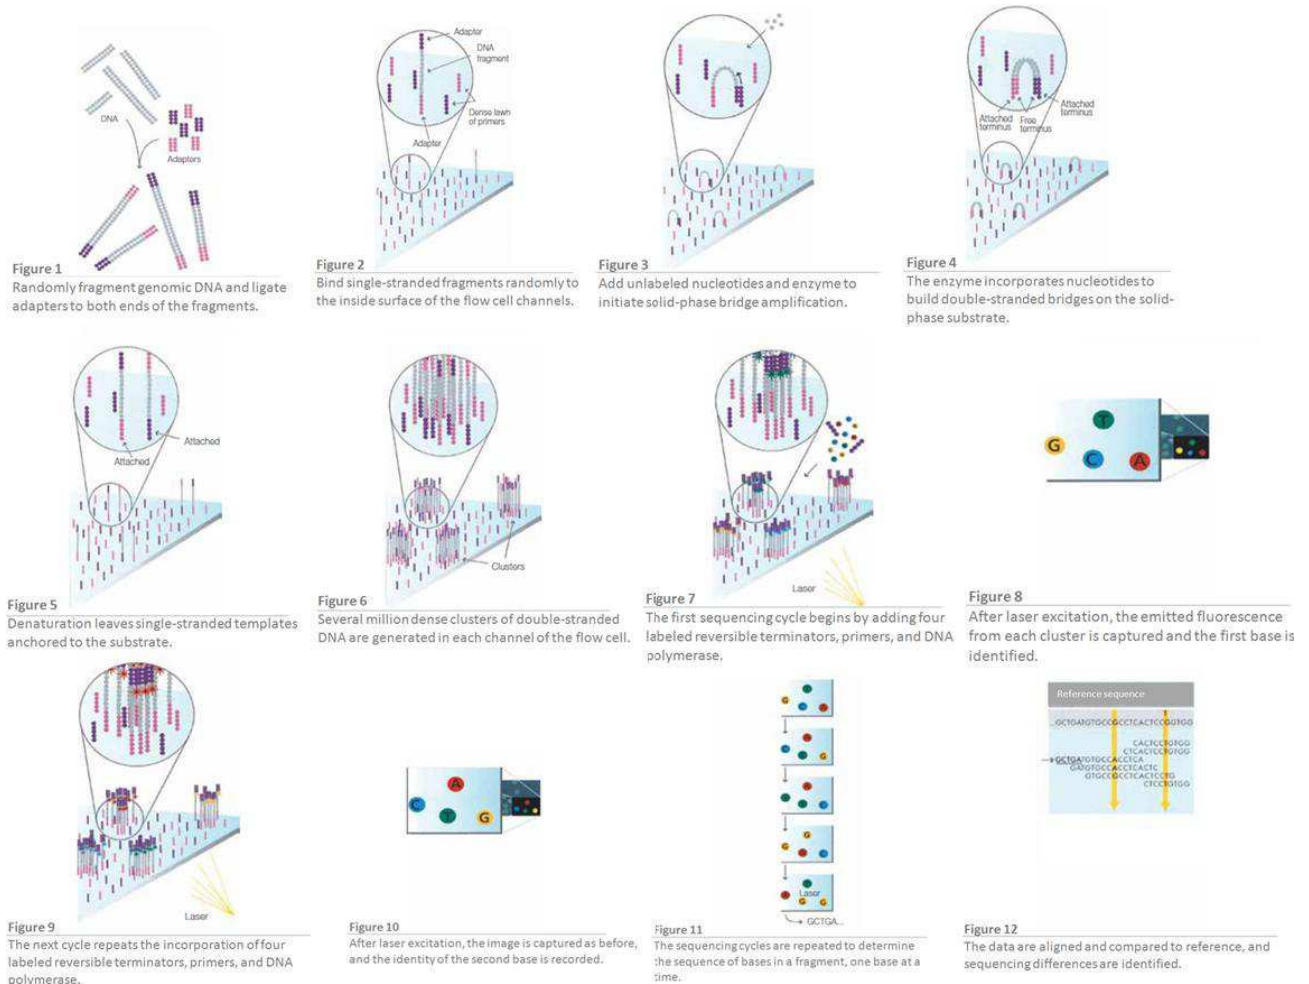 DNA
Adapters
Figure 1
Randomly fragment genomic DNA and ligate
adapters to both ends of the fragments.
Adapter
DNA
fragment
Dense lawn
of primers
Adapter
Figure 2
Bind single-stranded fragments randomly to
the inside surface of the flow cell channels.
Figure 3
Add unlabeled nucleotides and enzyme to
initiate solid-phase bridge amplification.
Attached
terminus
Free
terminus
Attached
terminus
Figure 4
The enzyme incorporates nucleotides to
build double-stranded bridges on the solid-
phase substrate.
Attached
Attached
Figure 5
Denaturation leaves single-stranded templates
anchored to the substrate.
Clusters
Figure 6
Several million dense clusters of double-stranded
DNA are generated in each channel of the flow cell.
Laser
Figure 7
The first sequencing cycle begins by adding four
labeled reversible terminators, primers, and DNA
polymerase.
T
G
C
A
Figure 8
After laser excitation, the emitted fluorescence
from each cluster is captured and the first base is
identified.
Laser
Figure 9
The next cycle repeats the incorporation of four
labeled reversible terminators, primers, and DNA
polymerase.
A
C
T
G
Figure 10
After laser excitation, the image is captured as before,
and the identity of the second base is recorded.
Laser
GCTGA...
Figure 11
The sequencing cycles are repeated to determine
the sequence of bases in a fragment, one base at a
time.
Reference sequence
...GCTGATGTGCCGCCTCACTCCGGTGG
CACTCCTGTGG
CTCACTCCTGTGG
GCTGATGTGCCACCTCA
GATGTGCCACCTCACTC
GTGCCGCCTCACTCCTG
CTCCTGTGG
Figure 12
The data are aligned and compared to reference, and
sequencing differences are identified.